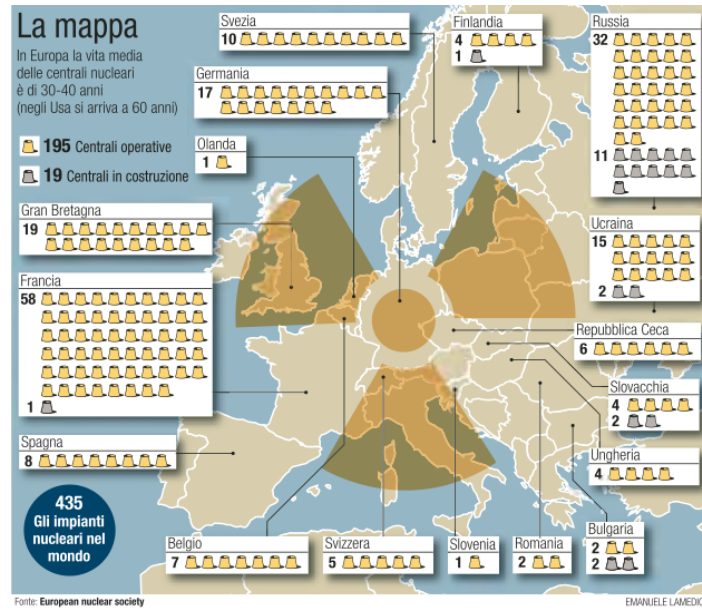 La mappa
In Europa la vita media
delle centrali nucleari
è di 30-40 anni
(negli Usa si arriva a 60 anni)
195 Centrali operative
19 Centrali in costruzione
Svezia
10
Finlandia
4
1
Russia
32
11
Germania
17
Olanda
1
Gran Bretagna
19
Ucraina
15
2
Francia
58
1
Repubblica Ceca
6
Slovacchia
4
2
Spagna
8
Ungheria
4
435
Gli impianti
nucleari nel
mondo
Belgio
7
Svizzera
5
Slovenia
1
Romania
2
Bulgaria
2
2
Fonte: European nuclear society
EMANUELE LAMEDIC